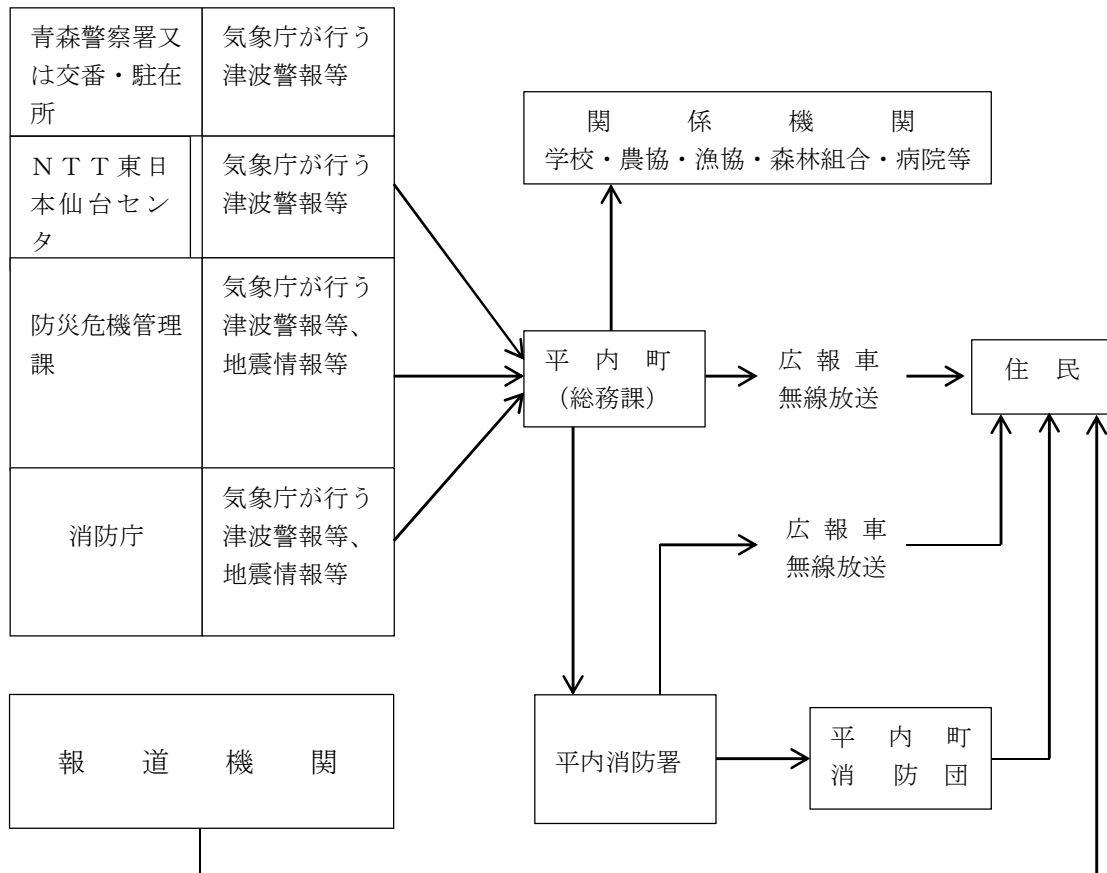 青森警察署又
は交番・駐在
所
気象庁が行う
津波警報等
ＮＴＴ東日
本仙台セン
タ
気象庁が行う
津波警報等
防災危機管理
課
気象庁が行う
津波警報等、
地震情報等
消防庁
気象庁が行う
津波警報等、
地震情報等
関係機関
学校・農協・漁協・森林組合・病院等
平内町
（総務課）
広報車
無線放送
住民
広報車
無線放送
報道機関
平内消防署
平内町
消防団